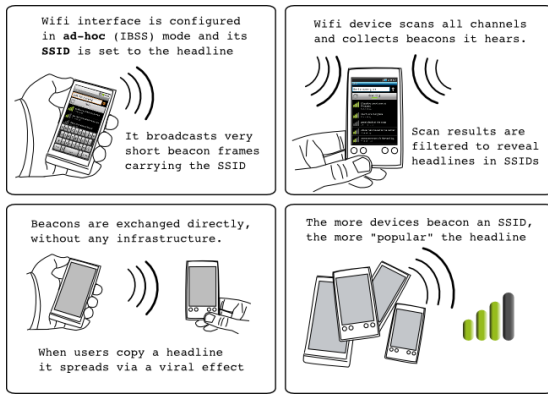 Wifi interface is configured
in ad-hoc (IBSS) mode and its
SSID is set to the headline
It broadcasts very
short beacon frames
carrying the SSID
Wifi device scans all channels
and collects beacons it hears.
Scan results are
filtered to reveal
headlines in SSIDs
Beacons are exchanged directly,
without any infrastructure.
When users copy a headline
it spreads via a viral effect
The more devices beacon an SSID,
the more "popular" the headline